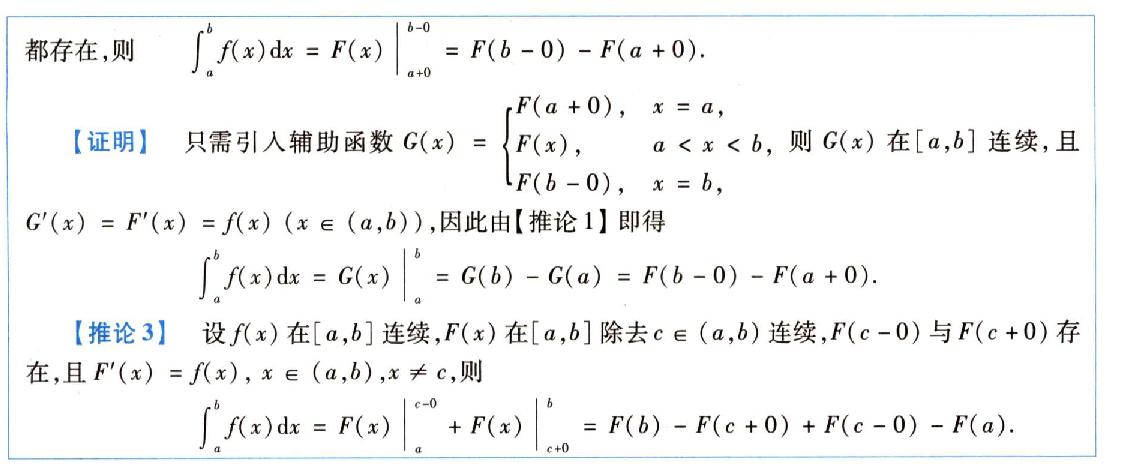 都存在,则 $\int_a^b f(x)\mathrm{d}x = F(x)\Big|_{a+0}^{b-0} = F(b-0) - F(a+0).$
【证明】 只需引入辅助函数 $G(x) = \begin{cases} F(a+0), & x = a, \\ F(x), & a < x < b, \\ F(b-0), & x = b, \end{cases}$ 则 $G(x)$ 在 $[a,b]$ 连续,且
$G'(x) = F'(x) = f(x)\ (x \in (a,b))$,因此由【推论1】即得
$\int_a^b f(x)\mathrm{d}x = G(x)\Big|_a^b = G(b) - G(a) = F(b-0) - F(a+0).$
【推论3】 设 $f(x)$ 在 $[a,b]$ 连续,$F(x)$ 在 $[a,b]$ 除去 $c \in (a,b)$ 连续,$F(c-0)$ 与 $F(c+0)$ 存
在,且 $F'(x) = f(x), x \in (a,b), x \neq c$,则
$\int_a^b f(x)\mathrm{d}x = F(x)\Big|_a^{c-0} + F(x)\Big|_{c+0}^b = F(b) - F(c+0) + F(c-0) - F(a).$